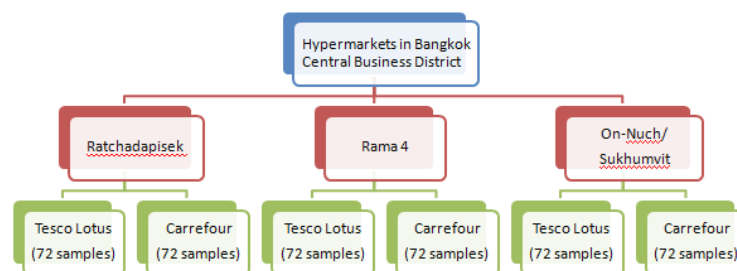 Hypermarkets in Bangkok
Central Business District
Ratchadapisek
Rama 4
On-Nuch/
Sukhumvit
Tesco Lotus
(72 samples)
Carrefour
(72 samples)
Tesco Lotus
(72 samples)
Carrefour
(72 samples)
Tesco Lotus
(72 samples)
Carrefour
(72 samples)